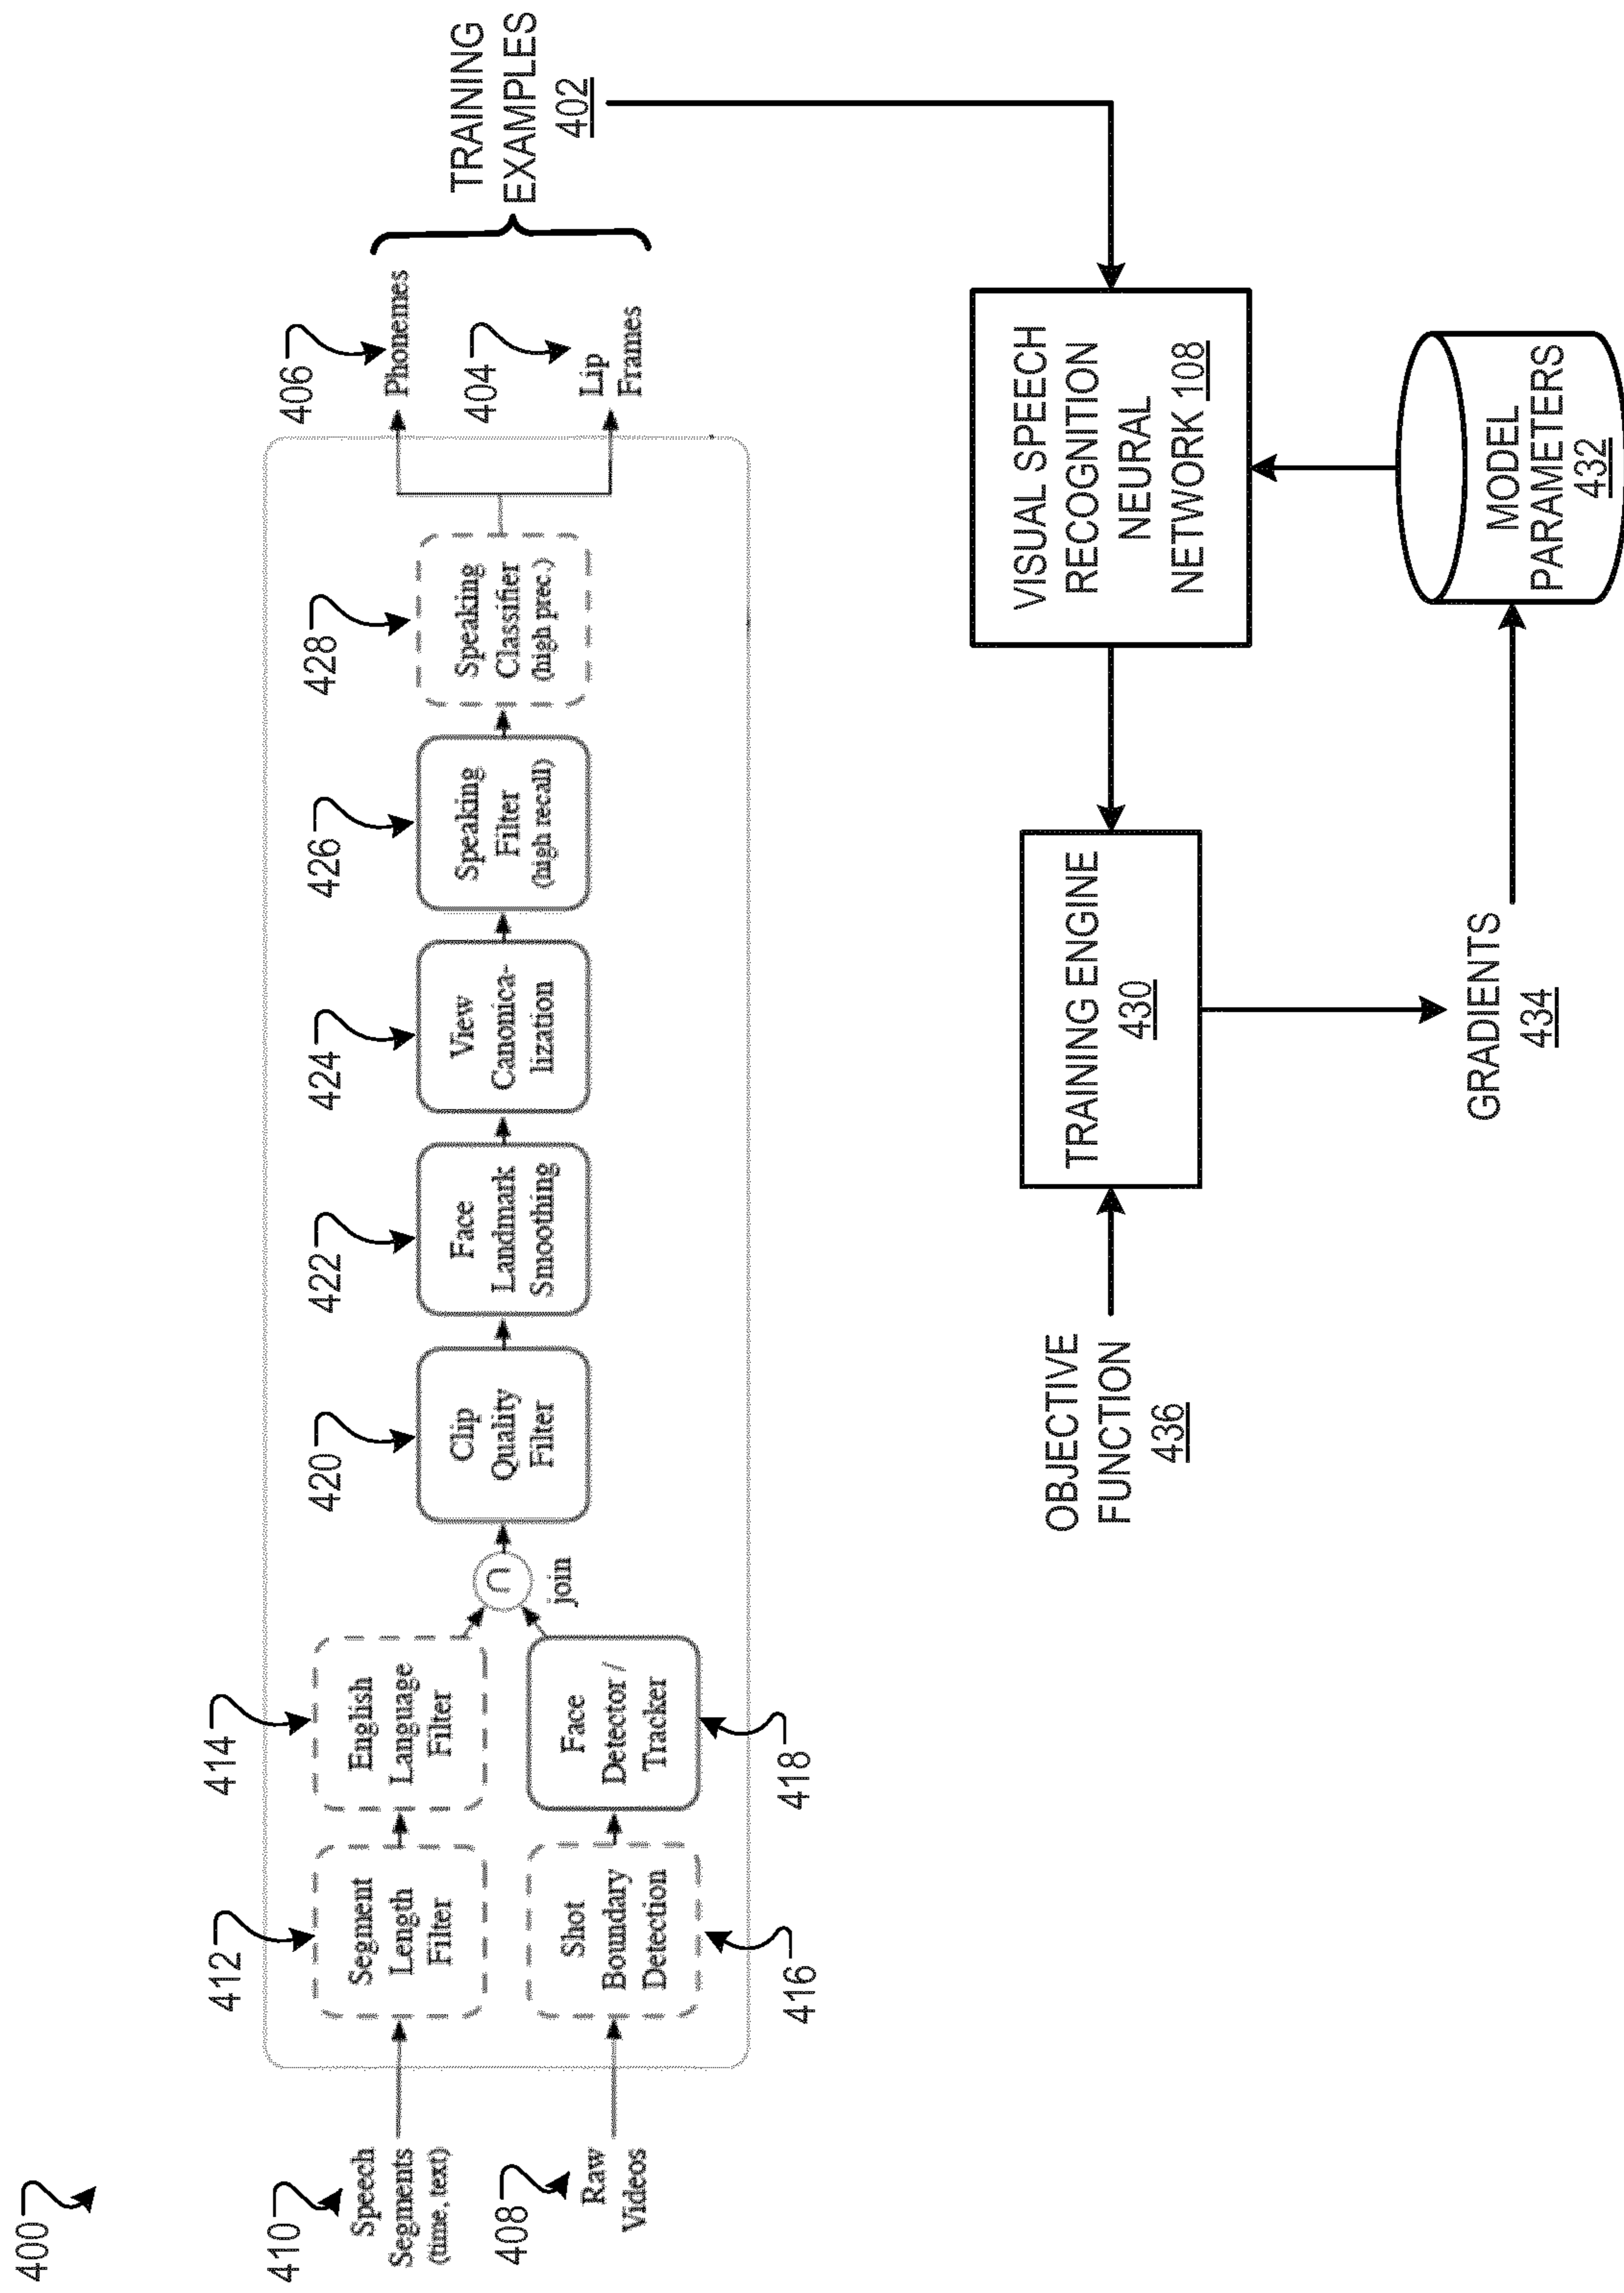 400
410
Speech
Segments
(time, text)
408
Raw
Videos
412
Segment
Length
Filter
414
English
Language
Filter
Shot
Boundary
Detection
416
Face
Detector /
Tracker
418
∩
join
420
Clip
Quality
Filter
422
Face
Landmark
Smoothing
424
View
Canonica-
lization
426
Speaking
Filter
(high recall)
428
Speaking
Classifier
(high prec.)
406
Phonemes
404
Lip
Frames
TRAINING
EXAMPLES
402
OBJECTIVE
FUNCTION
436
TRAINING ENGINE
430
VISUAL SPEECH
RECOGNITION
NEURAL
NETWORK 108
GRADIENTS
434
MODEL
PARAMETERS
432